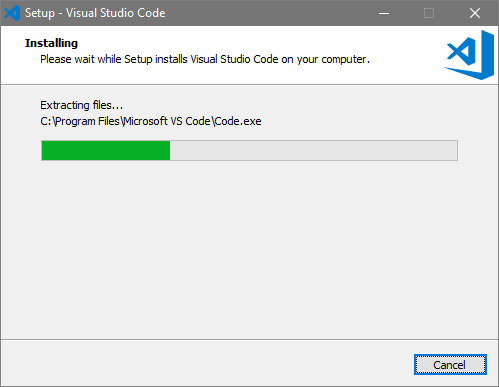 Setup - Visual Studio Code
Installing
Please wait while Setup installs Visual Studio Code on your computer.
Extracting files...
C:\Program Files\Microsoft VS Code\Code.exe
Cancel